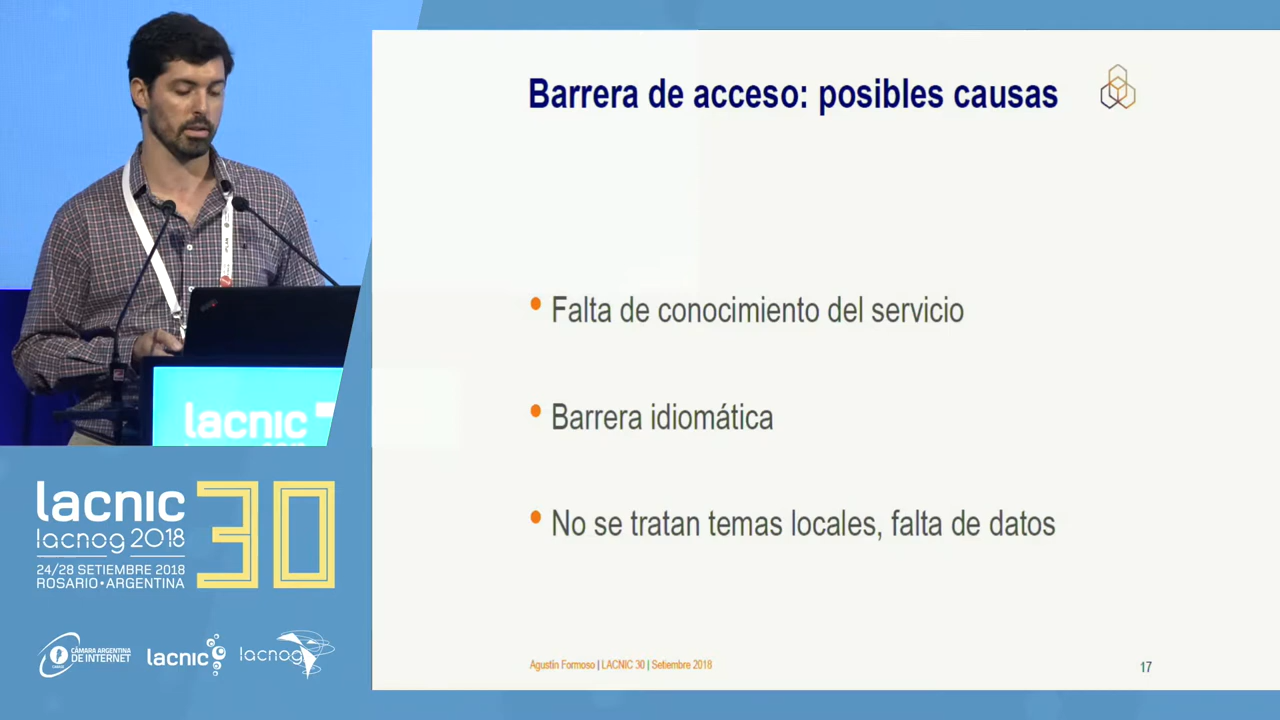 Barrera de acceso: posibles causas
• Falta de conocimiento del servicio
• Barrera idiomática
• No se tratan temas locales, falta de datos
Agustín Formoso | LACNIC 30 | Setiembre 2018
17
lacnic
lacnic 30
lacnog 2018
24/28 SETIEMBRE 2018
ROSARIO•ARGENTINA
CÁMARA ARGENTINA
DE INTERNET
lacnic
lacnog